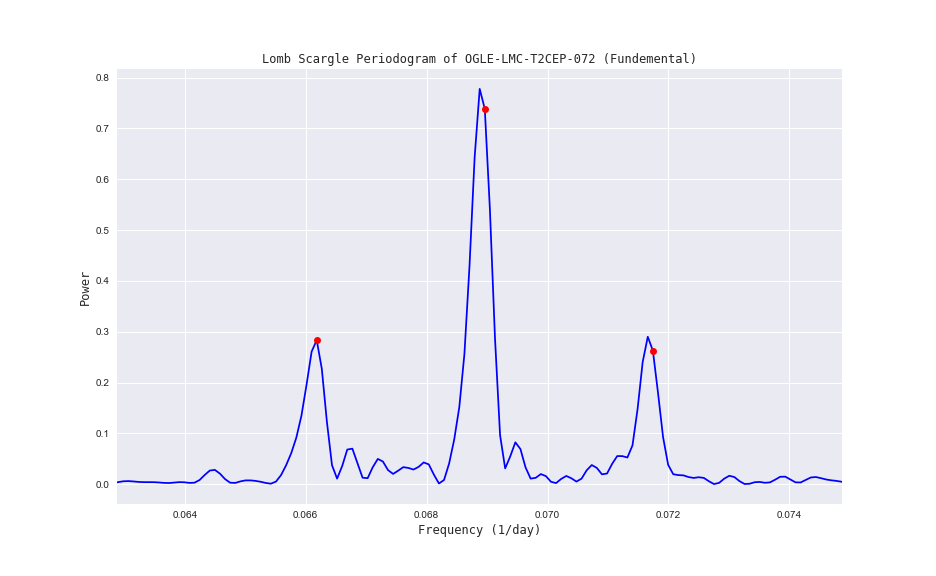 Lomb Scargle Periodogram of OGLE-LMC-T2CEP-072 (Fundemental)
0.8
0.7
0.6
0.5
0.4
0.3
0.2
0.1
0.0
Power
0.064 0.066 0.068 0.070 0.072 0.074
Frequency (1/day)